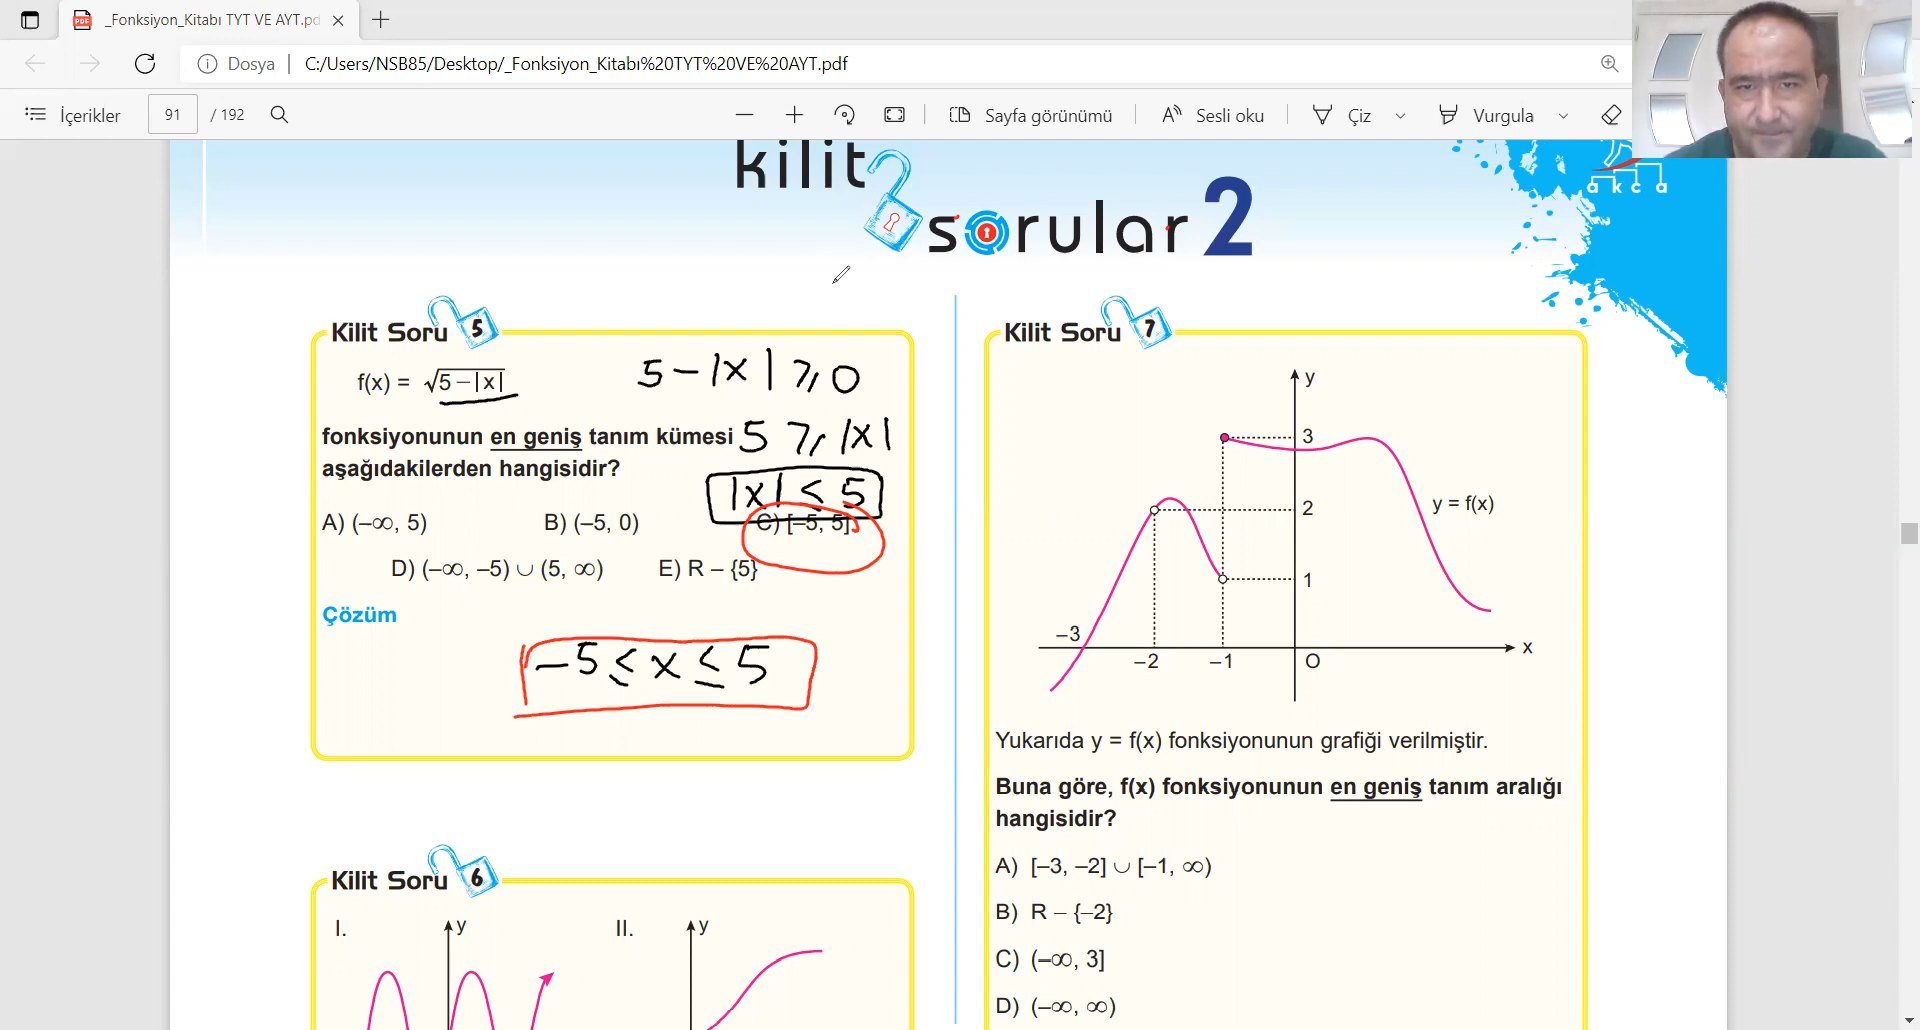 _Fonksiyon_Kitabı TYT VE AYT.pd
Dosya | C:/Users/NSB85/Desktop/_Fonksiyon_Kitabı%20TYT%20VE%20AYT.pdf
İçerikler 91 / 192 Sayfa görünümü Sesli oku Çiz Vurgula
kilit
sorular 2
akca
Kilit Soru 5
f(x) = √5 – |x|
5 – |x| ⩾ 0
fonksiyonunun en geniş tanım kümesi
5 ⩾ |x|
aşağıdakilerden hangisidir?
|x| ≤ 5
A) (–∞, 5) B) (–5, 0) C) [–5, 5]
D) (–∞, –5) ∪ (5, ∞) E) R – {5}
Çözüm
–5 ≤ x ≤ 5
Kilit Soru 6
I. y II. y
Kilit Soru 7
y
3
y = f(x)
2
1
–3
–2 –1 O x
Yukarıda y = f(x) fonksiyonunun grafiği verilmiştir.
Buna göre, f(x) fonksiyonunun en geniş tanım aralığı
hangisidir?
A) [–3, –2] ∪ [–1, ∞)
B) R – {–2}
C) (–∞, 3]
D) (–∞, ∞)